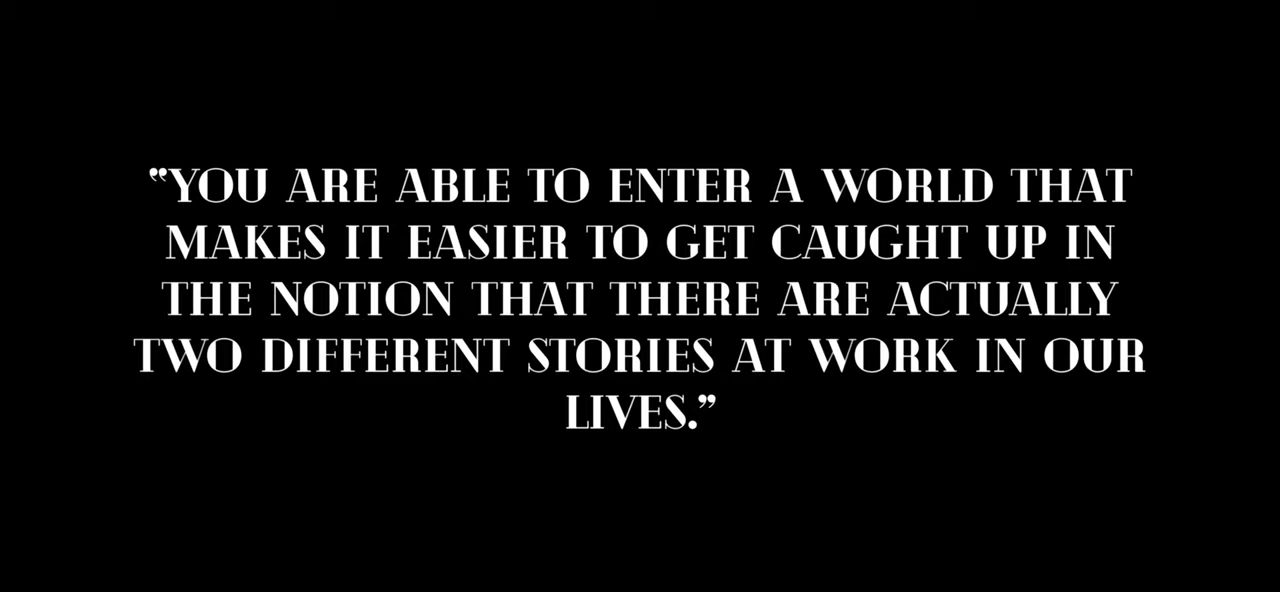 “YOU ARE ABLE TO ENTER A WORLD THAT
MAKES IT EASIER TO GET CAUGHT UP IN
THE NOTION THAT THERE ARE ACTUALLY
TWO DIFFERENT STORIES AT WORK IN OUR
LIVES.”